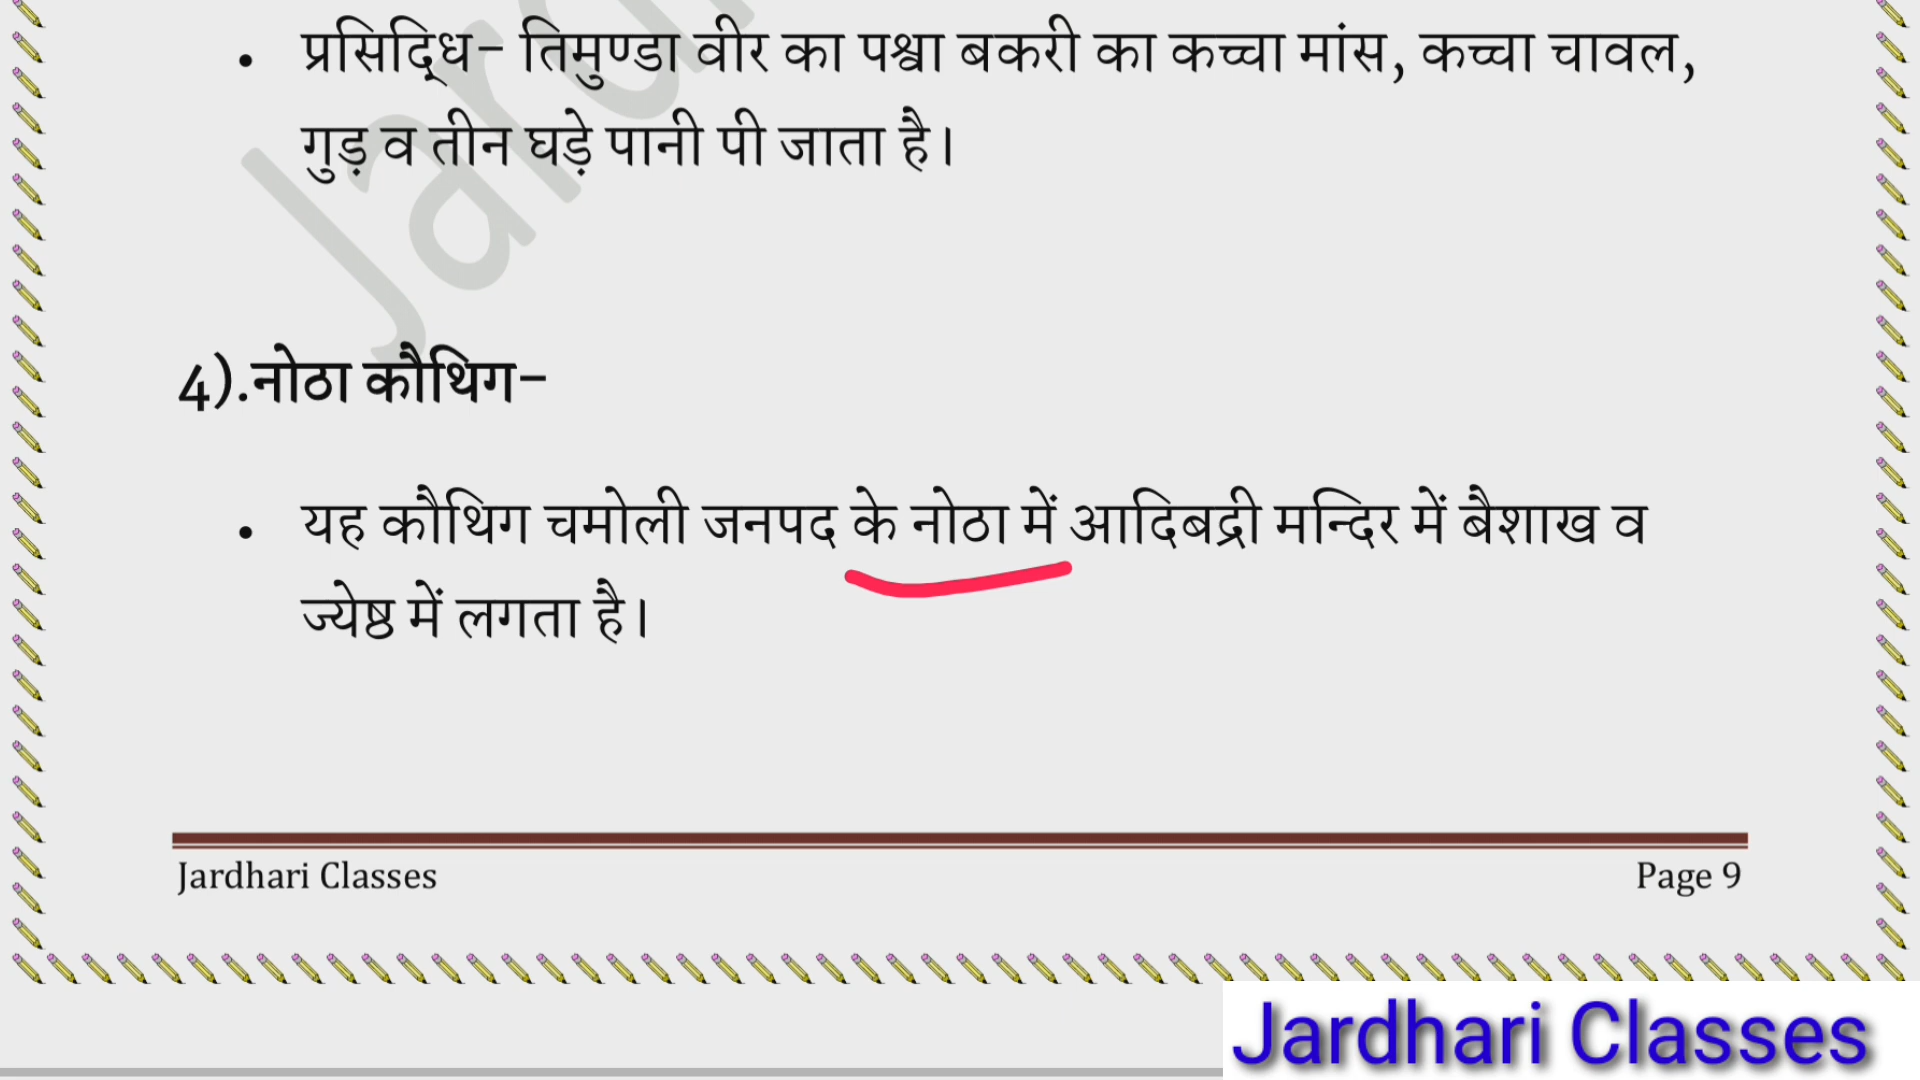 • प्रसिद्धि- तिमुण्डा वीर का पश्वा बकरी का कच्चा मांस, कच्चा चावल,
गुड़ व तीन घड़े पानी पी जाता है।
4).नोठा कौथिग-
• यह कौथिग चमोली जनपद के नोठा में आदिबद्री मन्दिर में बैशाख व
ज्येष्ठ में लगता है।
Jardhari Classes
Page 9
Jardhari Classes